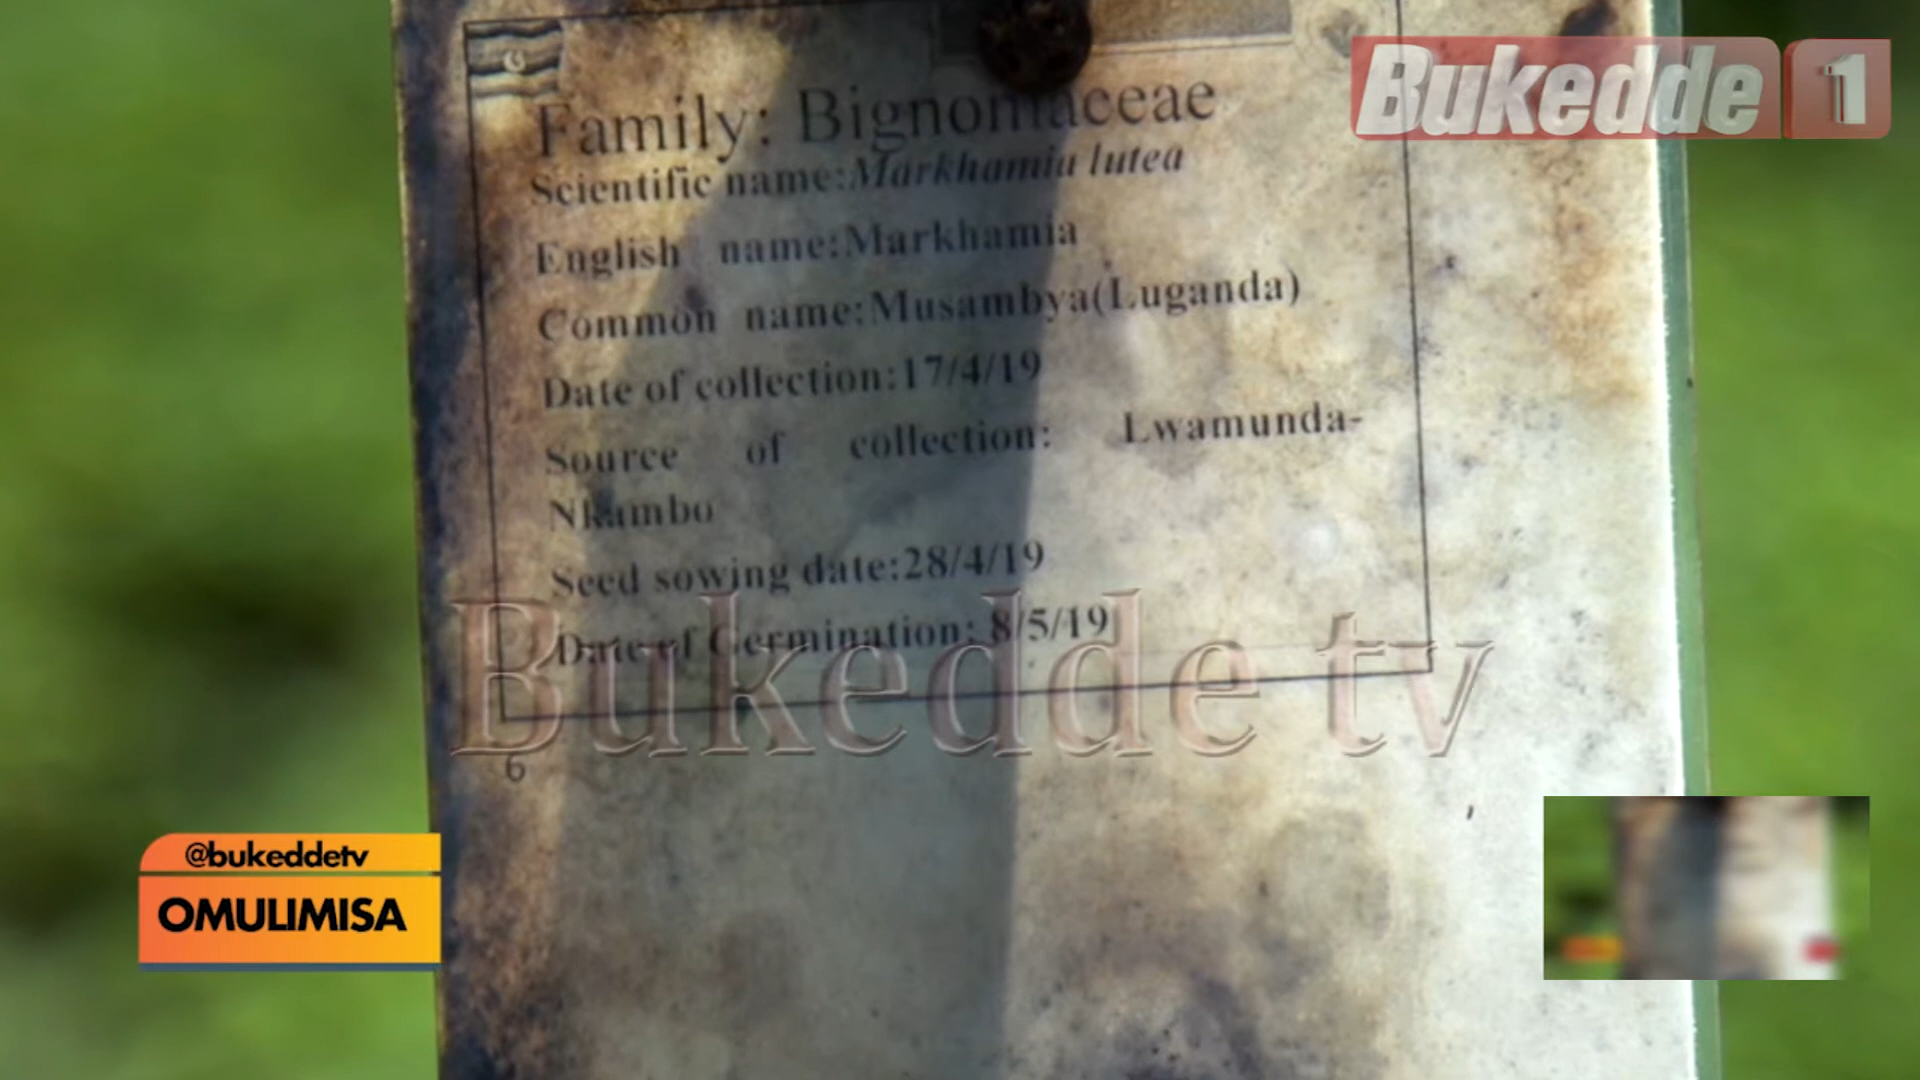 Bukedde 1
Family: Bignoniaceae
Scientific name:Markhamia lutea
English name:Markhamia
Common name:Musambya(Luganda)
Date of collection:17/4/19
Source of collection: Lwamunda-
Nkambo
Seed sowing date:28/4/19
Date of Germination: 8/5/19
Bukedde tv
6
@bukeddetv
OMULIMISA